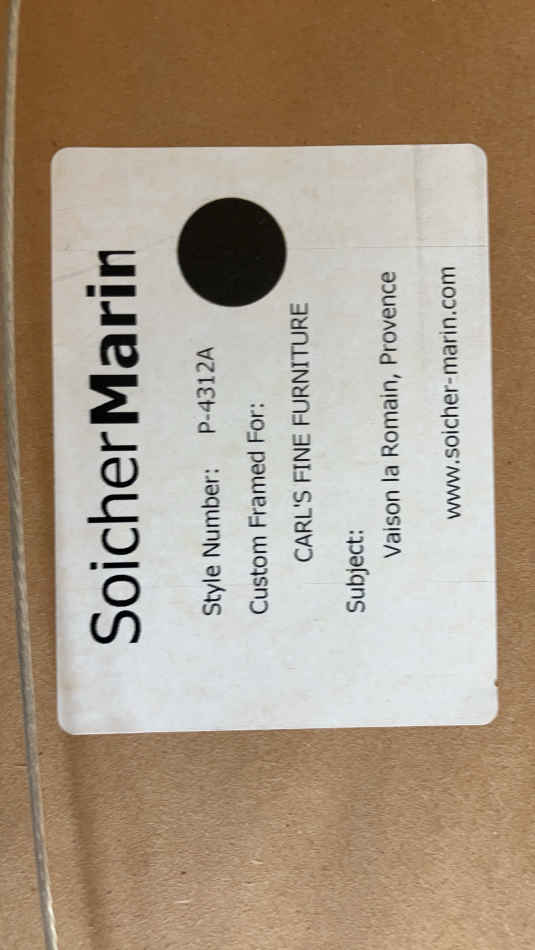 SoicherMarin
Style Number: P-4312A
Custom Framed For:
CARL'S FINE FURNITURE
Subject:
Vaison la Romain, Provence
www.soicher-marin.com